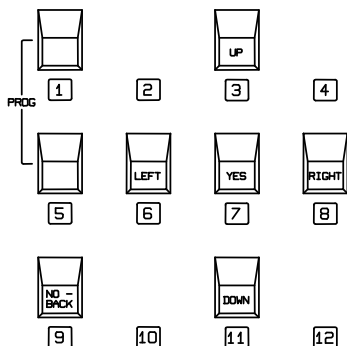 UP
1 2 3 4
PROG
LEFT YES RIGHT
5 6 7 8
NO -
BACK
DOWN
9 10 11 12